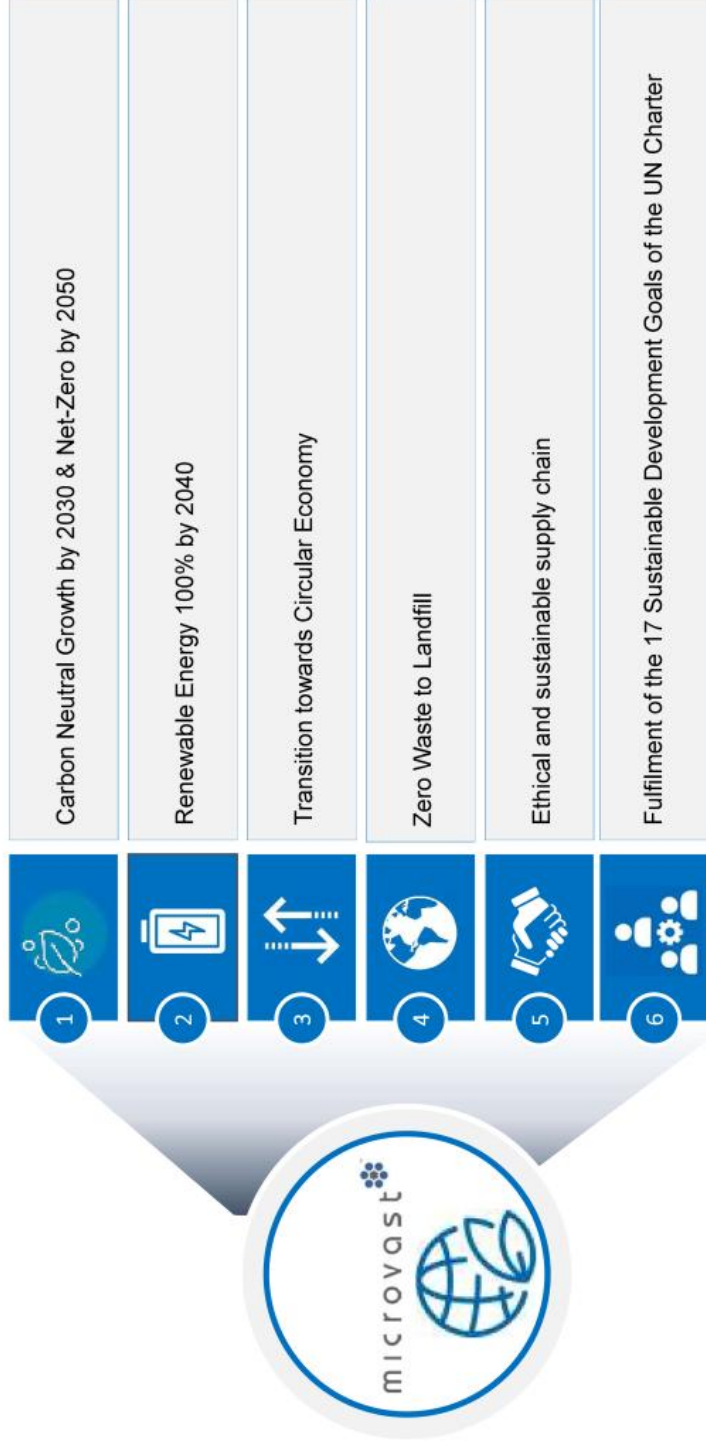 microvast
1
Carbon Neutral Growth by 2030 & Net-Zero by 2050
2
Renewable Energy 100% by 2040
3
Transition towards Circular Economy
4
Zero Waste to Landfill
5
Ethical and sustainable supply chain
6
Fulfilment of the 17 Sustainable Development Goals of the UN Charter